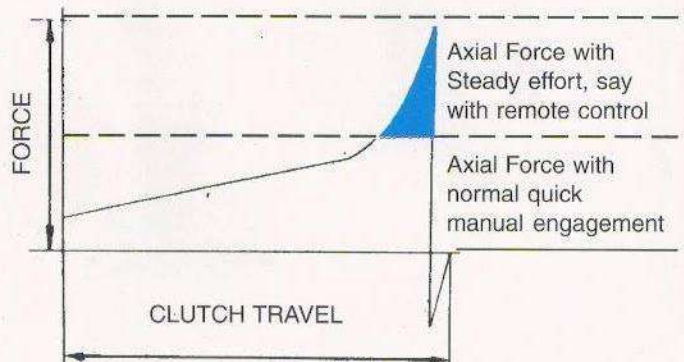 FORCE
Axial Force with
Steady effort, say
with remote control
Axial Force with
normal quick
manual engagement
CLUTCH TRAVEL